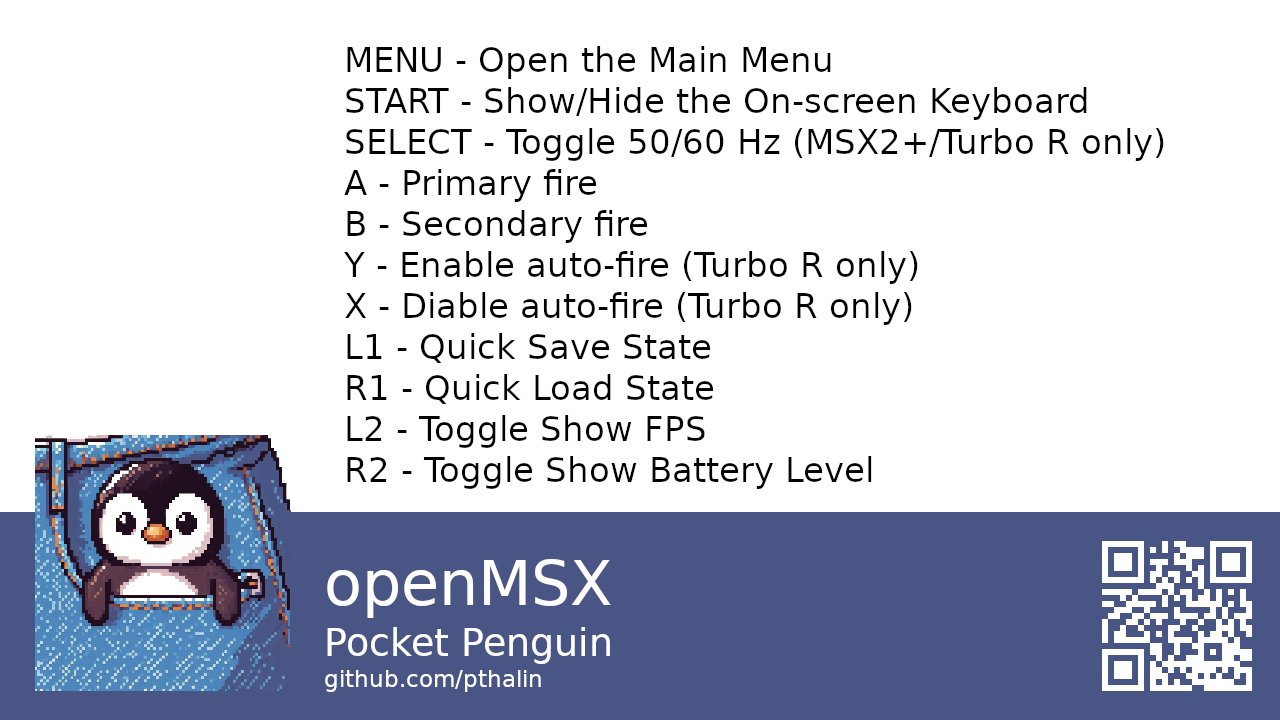 MENU - Open the Main Menu
START - Show/Hide the On-screen Keyboard
SELECT - Toggle 50/60 Hz (MSX2+/Turbo R only)
A - Primary fire
B - Secondary fire
Y - Enable auto-fire (Turbo R only)
X - Diable auto-fire (Turbo R only)
L1 - Quick Save State
R1 - Quick Load State
L2 - Toggle Show FPS
R2 - Toggle Show Battery Level
openMSX
Pocket Penguin
github.com/pthalin